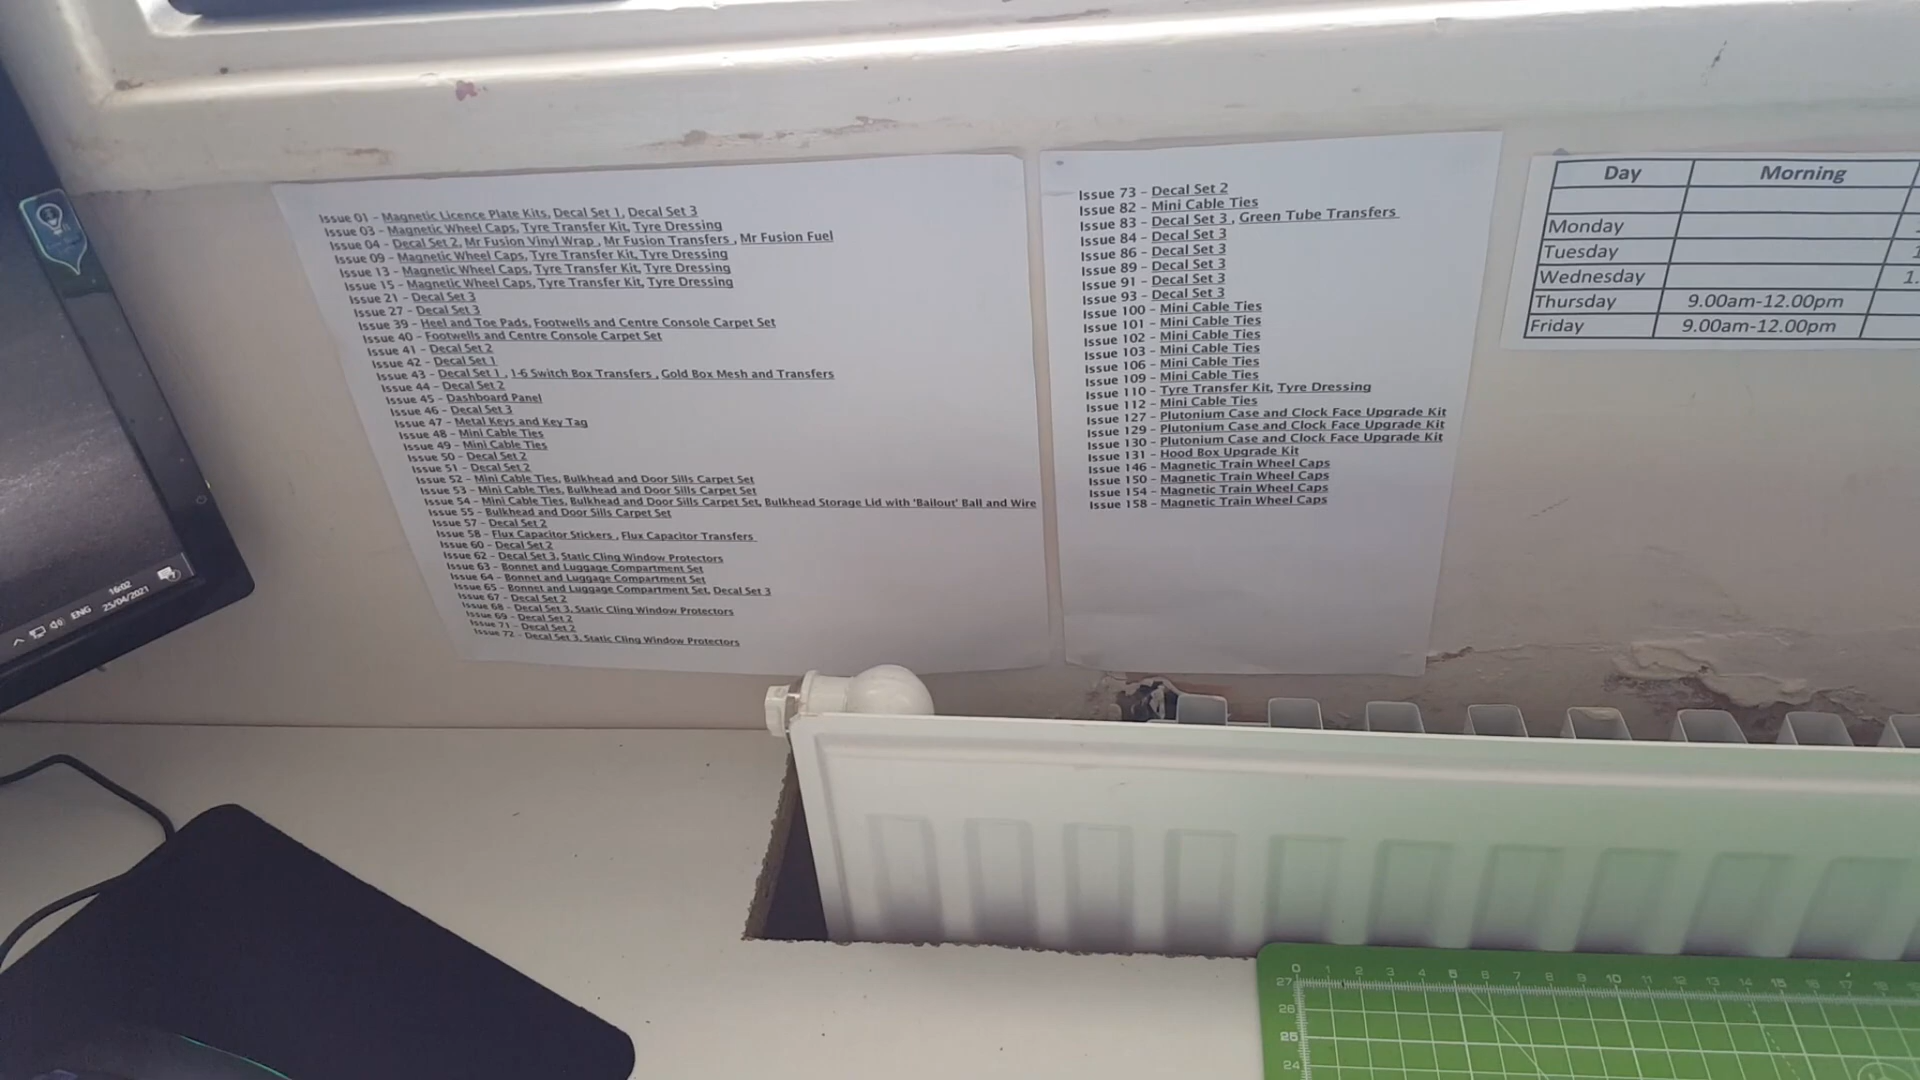 Issue 01 – Magnetic Licence Plate Kits, Decal Set 1, Decal Set 3
Issue 03 – Magnetic Wheel Caps, Tyre Transfer Kit, Tyre Dressing
Issue 04 – Decal Set 2, Mr Fusion Vinyl Wrap , Mr Fusion Transfers , Mr Fusion Fuel
Issue 09 – Magnetic Wheel Caps, Tyre Transfer Kit, Tyre Dressing
Issue 13 – Magnetic Wheel Caps, Tyre Transfer Kit, Tyre Dressing
Issue 15 – Magnetic Wheel Caps, Tyre Transfer Kit, Tyre Dressing
Issue 21 – Decal Set 3
Issue 27 – Decal Set 3
Issue 39 – Heel and Toe Pads, Footwells and Centre Console Carpet Set
Issue 40 – Footwells and Centre Console Carpet Set
Issue 41 – Decal Set 2
Issue 42 – Decal Set 1
Issue 43 – Decal Set 1 , 1-6 Switch Box Transfers , Gold Box Mesh and Transfers
Issue 44 – Decal Set 2
Issue 45 – Dashboard Panel
Issue 46 – Decal Set 3
Issue 47 – Metal Keys and Key Tag
Issue 48 – Mini Cable Ties
Issue 49 – Mini Cable Ties
Issue 50 – Decal Set 2
Issue 51 – Decal Set 2
Issue 52 – Mini Cable Ties, Bulkhead and Door Sills Carpet Set
Issue 53 – Mini Cable Ties, Bulkhead and Door Sills Carpet Set
Issue 54 – Mini Cable Ties, Bulkhead and Door Sills Carpet Set, Bulkhead Storage Lid with 'Bailout' Ball and Wire
Issue 55 – Bulkhead and Door Sills Carpet Set
Issue 57 – Decal Set 2
Issue 58 – Flux Capacitor Stickers , Flux Capacitor Transfers
Issue 60 – Decal Set 2
Issue 62 – Decal Set 3, Static Cling Window Protectors
Issue 63 – Bonnet and Luggage Compartment Set
Issue 64 – Bonnet and Luggage Compartment Set
Issue 65 – Bonnet and Luggage Compartment Set, Decal Set 3
Issue 67 – Decal Set 2
Issue 68 – Decal Set 3, Static Cling Window Protectors
Issue 69 – Decal Set 2
Issue 71 – Decal Set 2
Issue 72 – Decal Set 3, Static Cling Window Protectors
Issue 73 – Decal Set 2
Issue 82 – Mini Cable Ties
Issue 83 – Decal Set 3 , Green Tube Transfers
Issue 84 – Decal Set 3
Issue 86 – Decal Set 3
Issue 89 – Decal Set 3
Issue 91 – Decal Set 3
Issue 93 – Decal Set 3
Issue 100 – Mini Cable Ties
Issue 101 – Mini Cable Ties
Issue 102 – Mini Cable Ties
Issue 103 – Mini Cable Ties
Issue 106 – Mini Cable Ties
Issue 109 – Mini Cable Ties
Issue 110 – Tyre Transfer Kit, Tyre Dressing
Issue 112 – Mini Cable Ties
Issue 127 – Plutonium Case and Clock Face Upgrade Kit
Issue 129 – Plutonium Case and Clock Face Upgrade Kit
Issue 130 – Plutonium Case and Clock Face Upgrade Kit
Issue 131 – Hood Box Upgrade Kit
Issue 146 – Magnetic Train Wheel Caps
Issue 150 – Magnetic Train Wheel Caps
Issue 154 – Magnetic Train Wheel Caps
Issue 158 – Magnetic Train Wheel Caps
Day Morning
Monday
Tuesday
Wednesday 1.
Thursday 9.00am-12.00pm
Friday 9.00am-12.00pm
ENG 16:02
25/04/2021
0 1 2 3 4 5 6 7 8 9 10 11 12 13 14 15 16 17 18
27
26
25
24